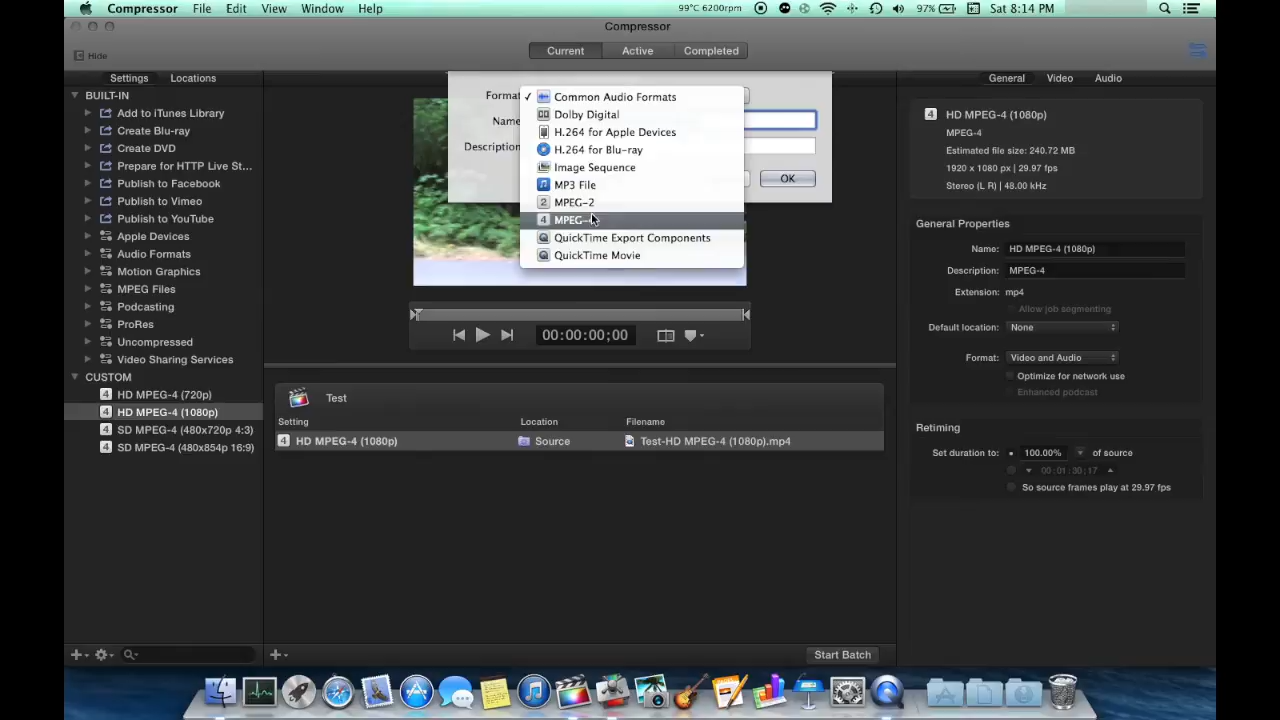 Compressor File Edit View Window Help 99°C 6200rpm 97% Sat 8:14 PM
Compressor
Hide Current Active Completed
Settings Locations General Video Audio
BUILT-IN
Add to iTunes Library
Create Blu-ray
Create DVD
Prepare for HTTP Live St...
Publish to Facebook
Publish to Vimeo
Publish to YouTube
Apple Devices
Audio Formats
Motion Graphics
MPEG Files
Podcasting
ProRes
Uncompressed
Video Sharing Services
CUSTOM
HD MPEG-4 (720p)
HD MPEG-4 (1080p)
SD MPEG-4 (480x720p 4:3)
SD MPEG-4 (480x854p 16:9)
Format
Name
Description
OK
Common Audio Formats
Dolby Digital
H.264 for Apple Devices
H.264 for Blu-ray
Image Sequence
MP3 File
MPEG-2
MPEG-
QuickTime Export Components
QuickTime Movie
00:00:00;00
Test
Setting Location Filename
HD MPEG-4 (1080p) Source Test-HD MPEG-4 (1080p).mp4
Start Batch
HD MPEG-4 (1080p)
MPEG-4
Estimated file size: 240.72 MB
1920 x 1080 px | 29.97 fps
Stereo (L R) | 48.00 kHz
General Properties
Name: HD MPEG-4 (1080p)
Description: MPEG-4
Extension: mp4
Allow job segmenting
Default location: None
Format: Video and Audio
Optimize for network use
Enhanced podcast
Retiming
Set duration to: 100.00% of source
00;01;30;17
So source frames play at 29.97 fps